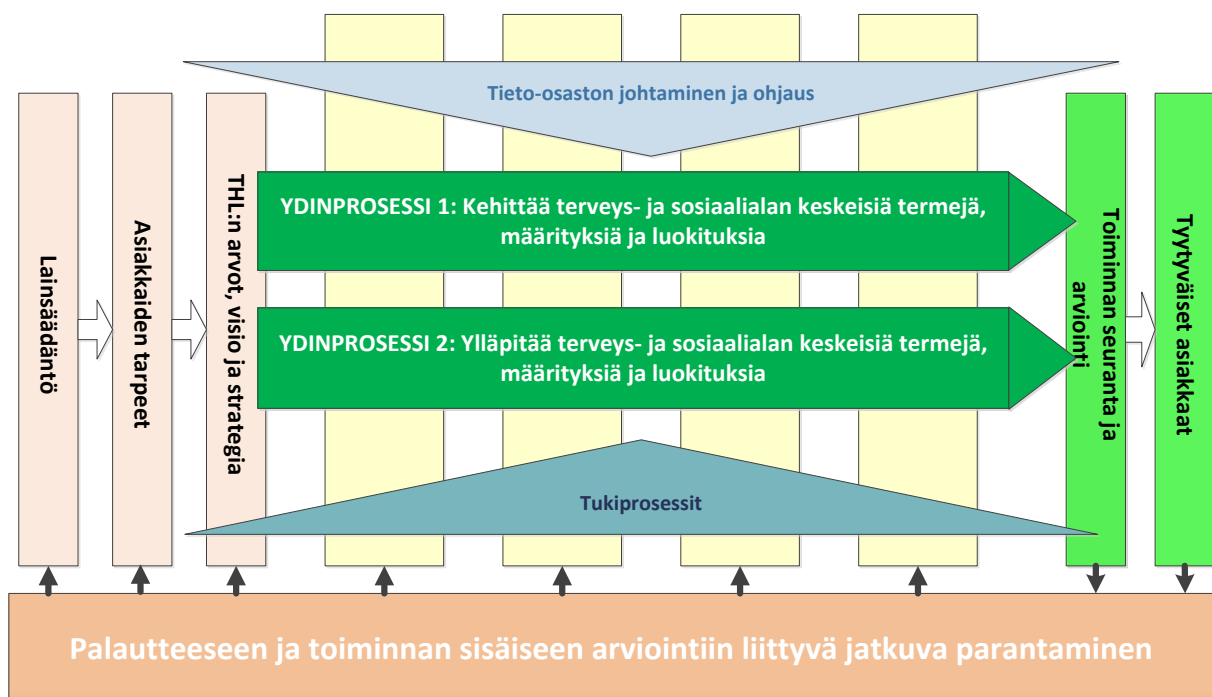 Tieto-osaston johtaminen ja ohjaus
Lainsäädäntö
Asiakkaiden tarpeet
THL:n arvot, visio ja strategia
YDINPROSESSI 1: Kehittää terveys- ja sosiaalialan keskeisiä termejä,
määrityksiä ja luokituksia
YDINPROSESSI 2: Ylläpitää terveys- ja sosiaalialan keskeisiä termejä,
määrityksiä ja luokituksia
Toiminnan seuranta ja
arviointi
Tyytyväiset asiakkaat
Tukiprosessit
Palautteeseen ja toiminnan sisäiseen arviointiin liittyvä jatkuva parantaminen